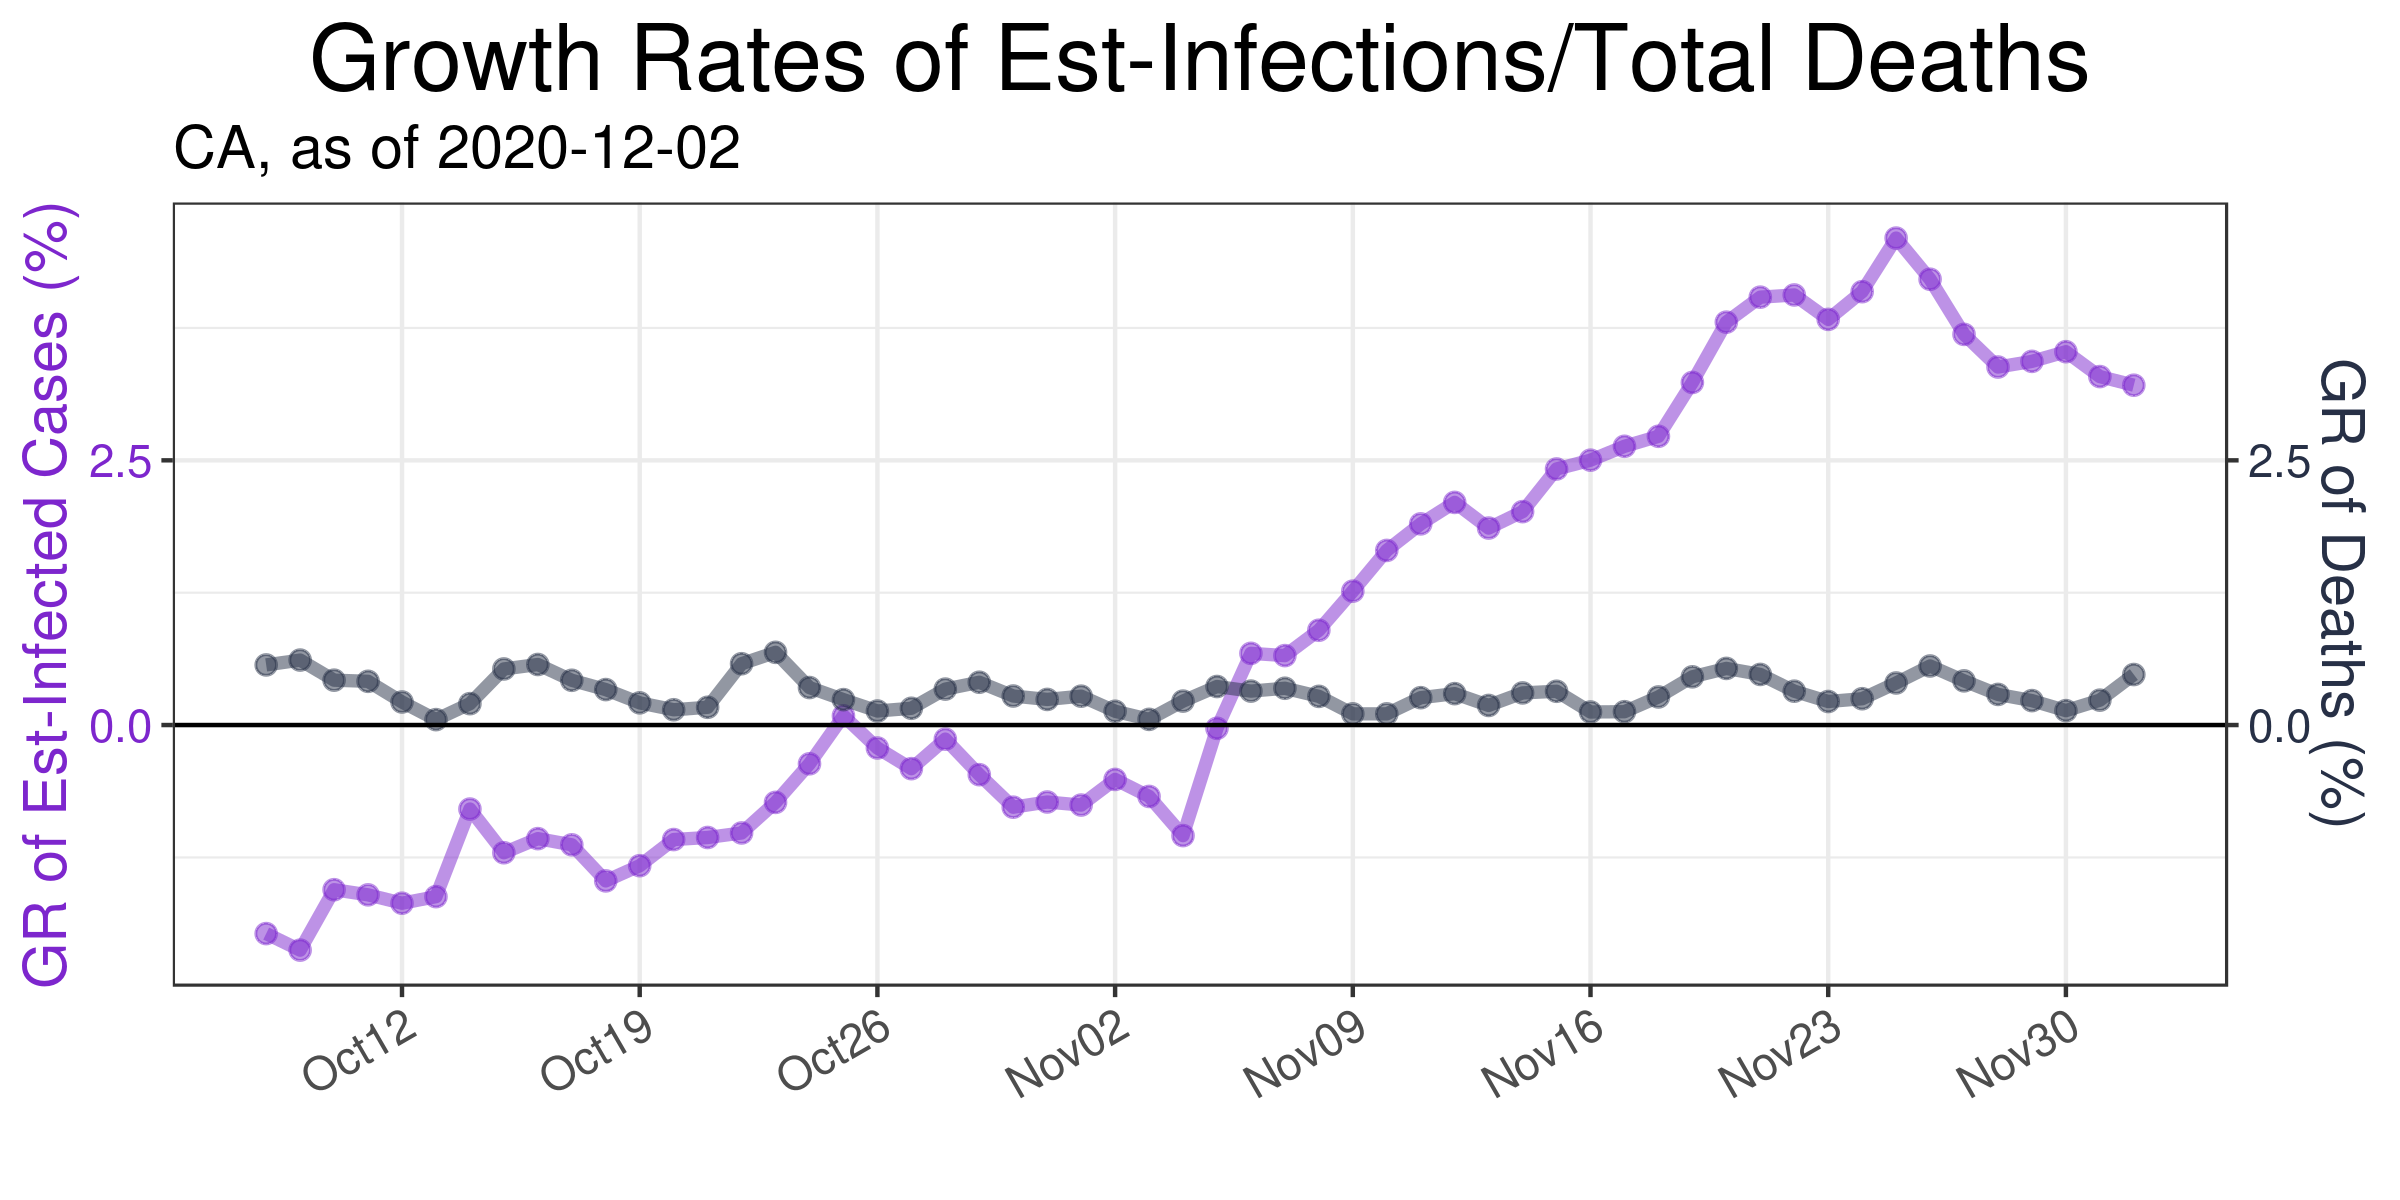 Growth Rates of Est-Infections/Total Deaths
CA, as of 2020-12-02
GR of Est-Infected Cases (%)
2.5
0.0
2.5
0.0
GR of Deaths (%)
Oct12
Oct19
Oct26
Nov02
Nov09
Nov16
Nov23
Nov30